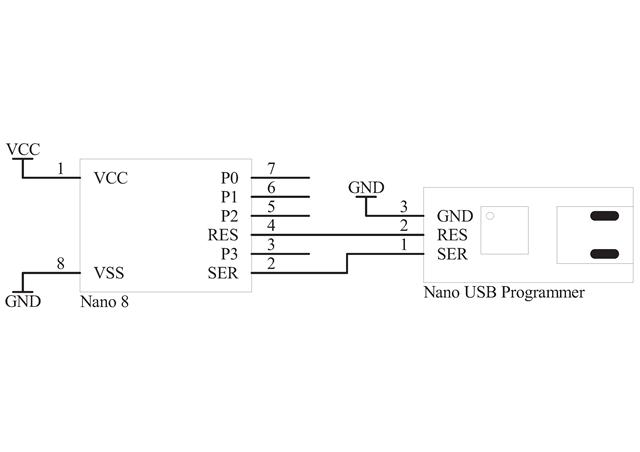 VCC
1
VCC
8
VSS
GND
Nano 8
P0
7
P1
6
P2
5
RES
4
P3
3
SER
2
GND
3
GND
2
RES
1
SER
Nano USB Programmer